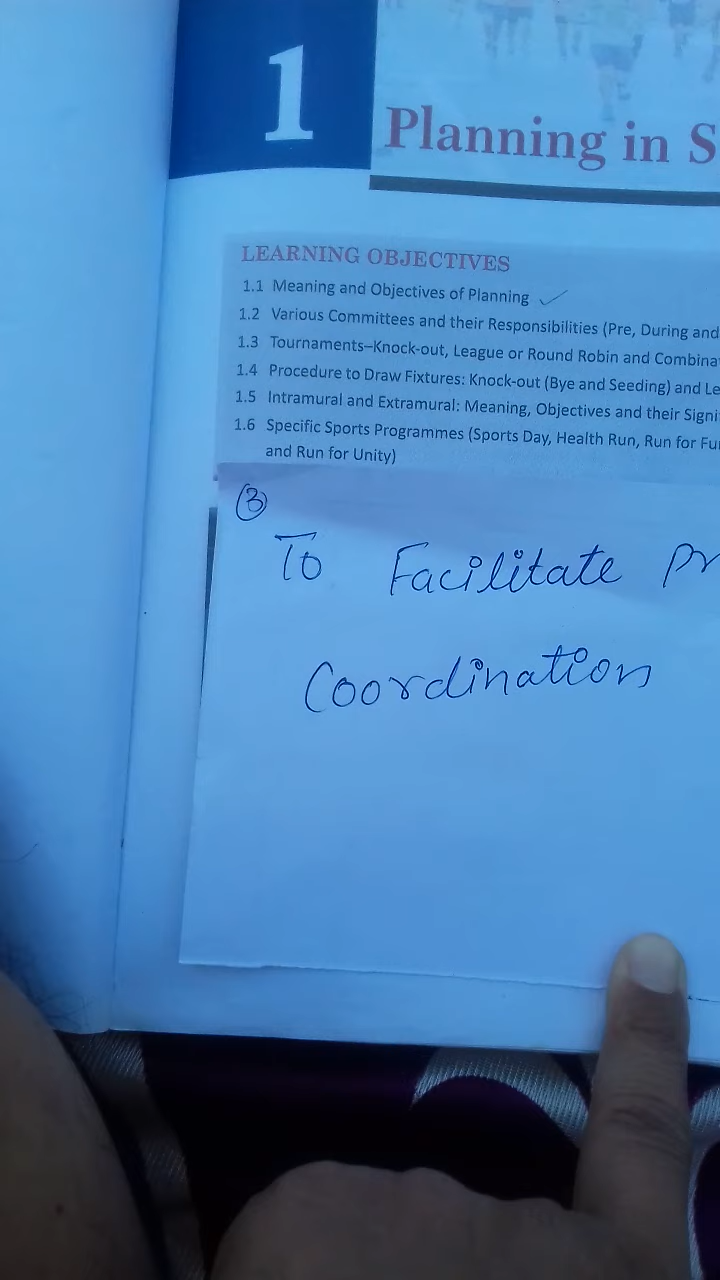 1
Planning in S
LEARNING OBJECTIVES
1.1 Meaning and Objectives of Planning
1.2 Various Committees and their Responsibilities (Pre, During and
1.3 Tournaments–Knock-out, League or Round Robin and Combina
1.4 Procedure to Draw Fixtures: Knock-out (Bye and Seeding) and Le
1.5 Intramural and Extramural: Meaning, Objectives and their Signi
1.6 Specific Sports Programmes (Sports Day, Health Run, Run for Fu
and Run for Unity)
3
To Facilitate Pr
Coordination